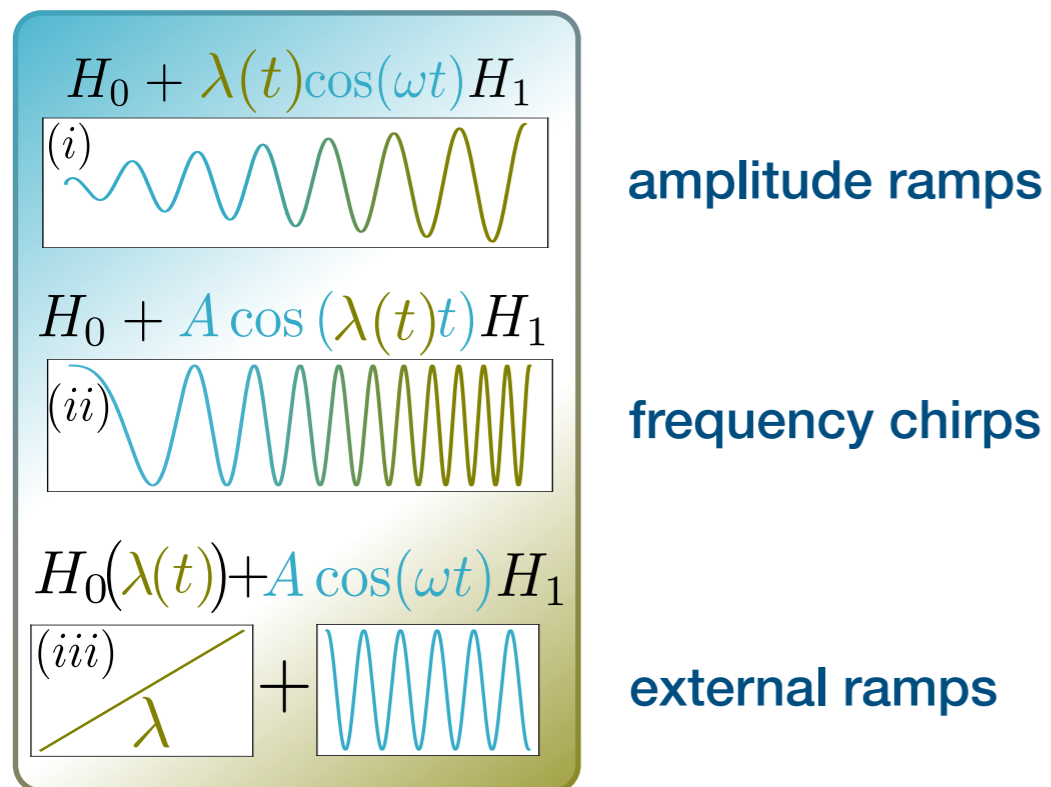 H₀ + λ(t)cos(ωt)H₁
(i)
amplitude ramps
H₀ + A cos (λ(t)t)H₁
(ii)
frequency chirps
H₀(λ(t))+A cos(ωt)H₁
(iii)
λ
+
external ramps